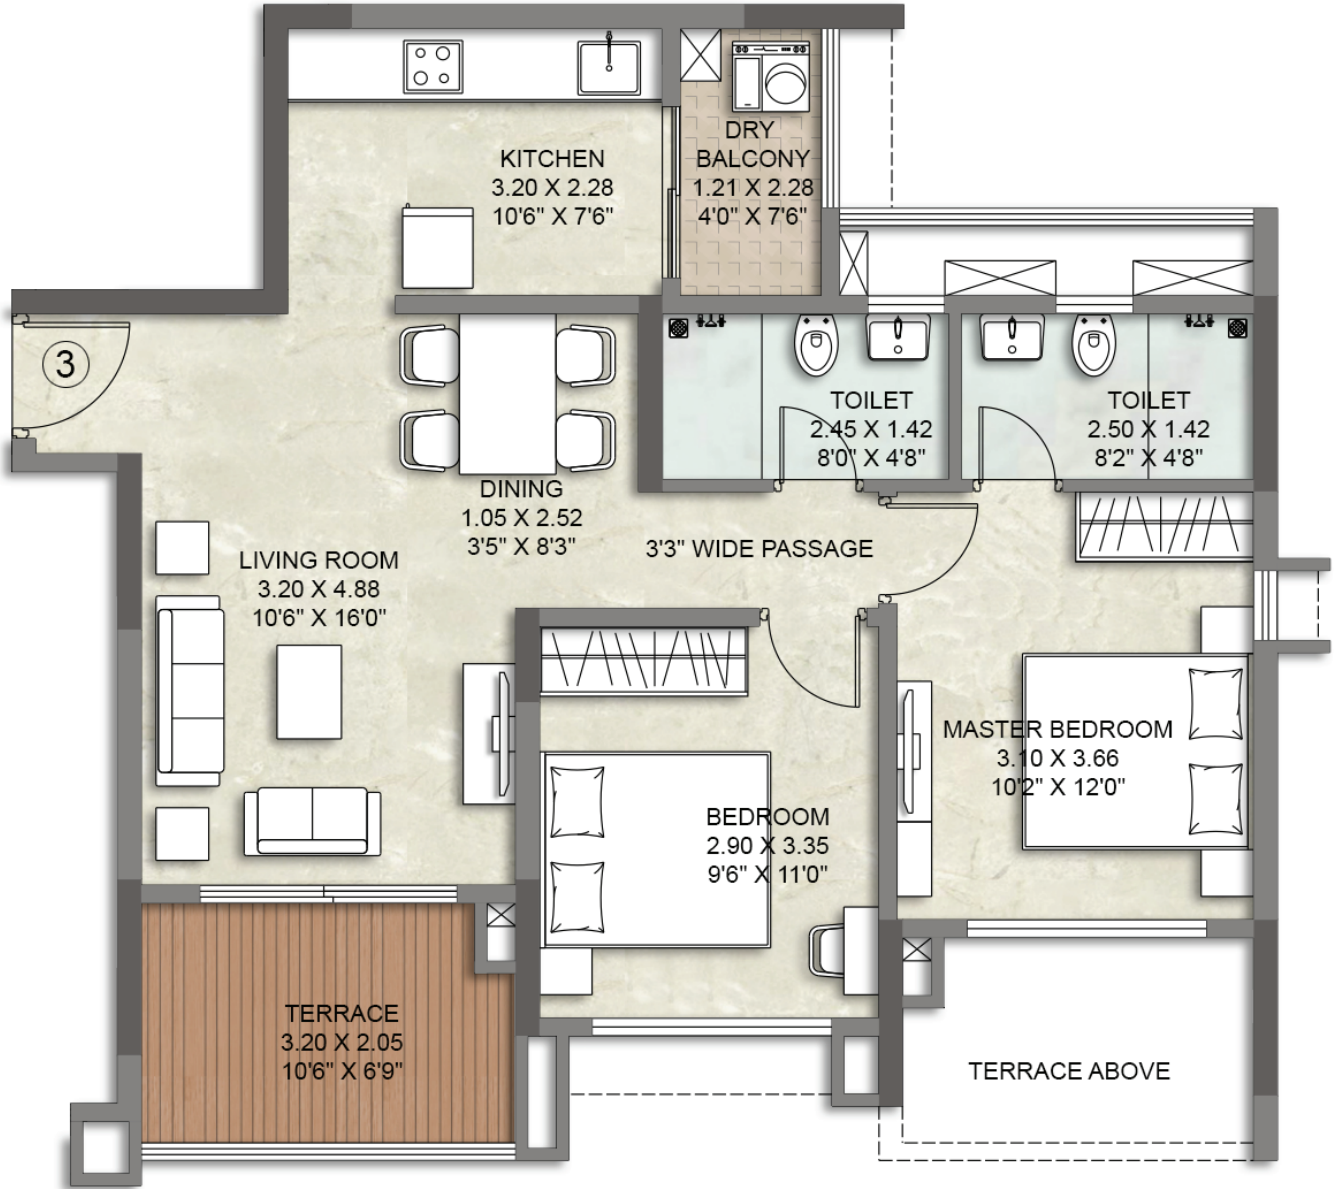 KITCHEN
3.20 X 2.28
10'6" X 7'6"
DRY
BALCONY
1.21 X 2.28
4'0" X 7'6"
3
TOILET
2.45 X 1.42
8'0" X 4'8"
TOILET
2.50 X 1.42
8'2" X 4'8"
DINING
1.05 X 2.52
3'5" X 8'3"
3'3" WIDE PASSAGE
LIVING ROOM
3.20 X 4.88
10'6" X 16'0"
MASTER BEDROOM
3.10 X 3.66
10'2" X 12'0"
BEDROOM
2.90 X 3.35
9'6" X 11'0"
TERRACE
3.20 X 2.05
10'6" X 6'9"
TERRACE ABOVE